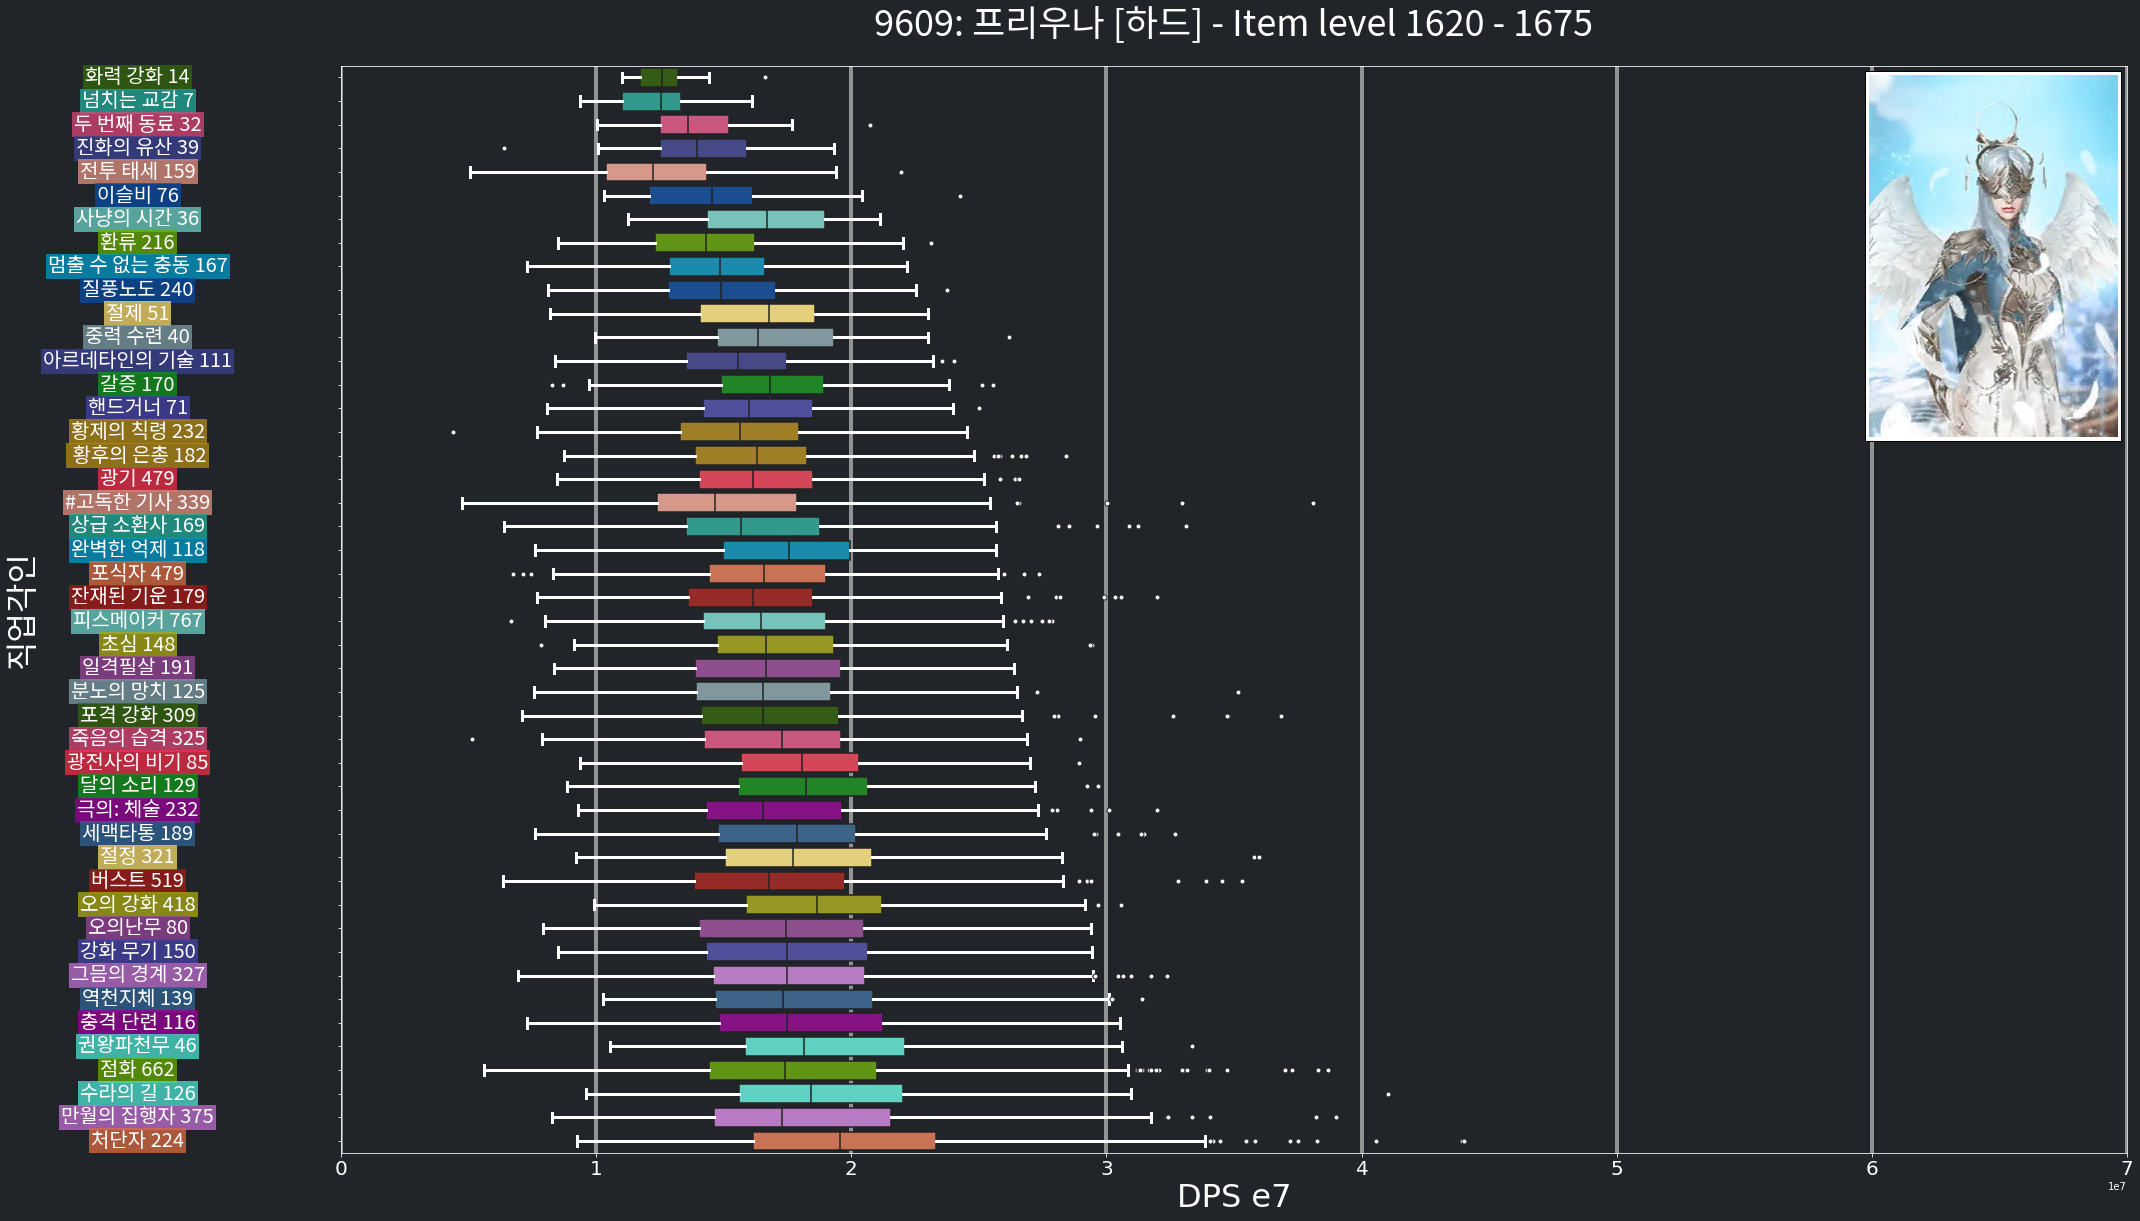 9609: 프리우나 [하드] - Item level 1620 - 1675
화력 강화 14
넘치는 교감 7
두 번째 동료 32
진화의 유산 39
전투 태세 159
이슬비 76
사냥의 시간 36
환류 216
멈출 수 없는 충동 167
질풍노도 240
절제 51
중력 수련 40
아르데타인의 기술 111
갈증 170
핸드거너 71
황제의 칙령 232
황후의 은총 182
광기 479
#고독한 기사 339
상급 소환사 169
완벽한 억제 118
포식자 479
잔재된 기운 179
피스메이커 767
초심 148
일격필살 191
분노의 망치 125
포격 강화 309
죽음의 습격 325
광전사의 비기 85
달의 소리 129
극의: 체술 232
세맥타통 189
절정 321
버스트 519
오의 강화 418
오의난무 80
강화 무기 150
그믐의 경계 327
역천지체 139
충격 단련 116
권왕파천무 46
점화 662
수라의 길 126
만월의 집행자 375
처단자 224
직업각인
0 1 2 3 4 5 6 7
DPS e7
1e7